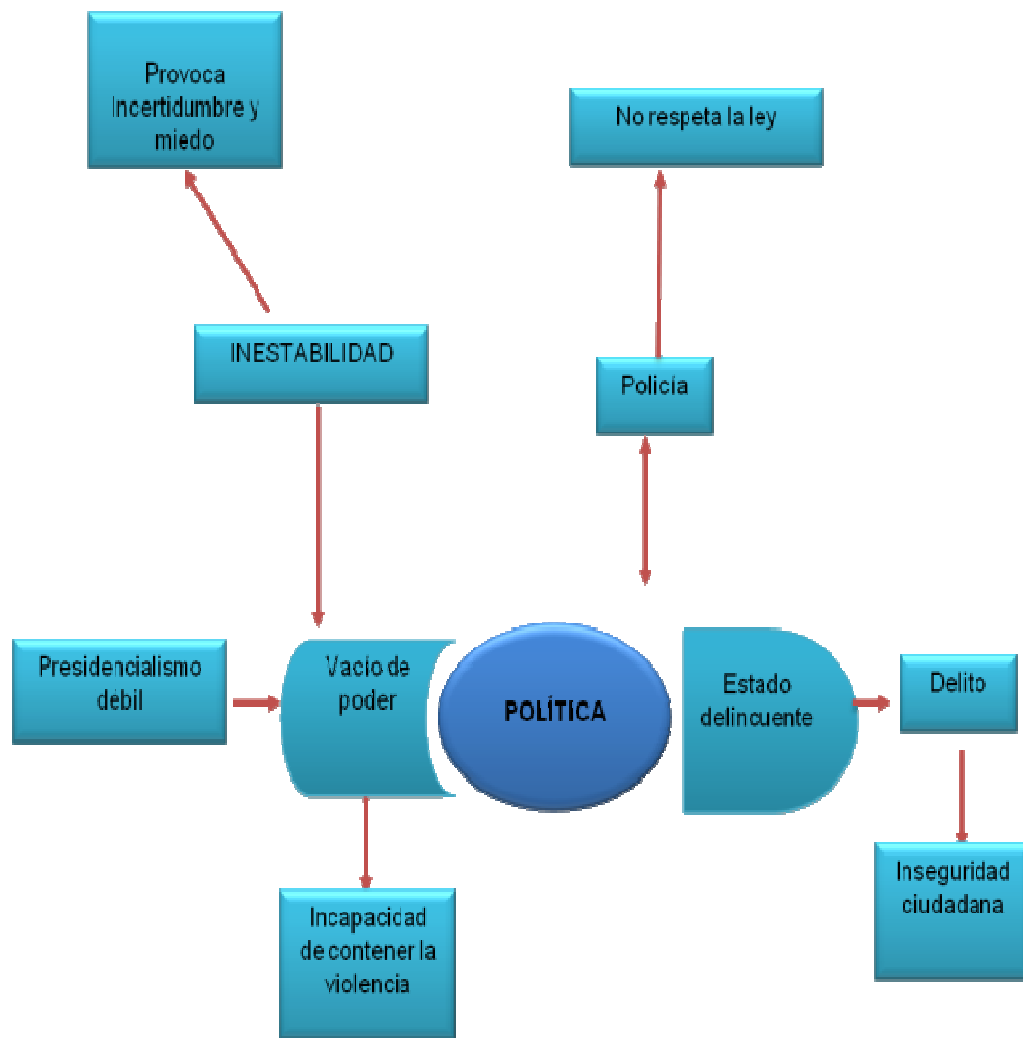 Provoca
Incertidumbre y
miedo
No respeta la ley
INESTABILIDAD
Policía
Presidencialismo
debil
Vacío de
poder
POLÍTICA
Estado
delincuente
Delito
Incapacidad
de contener la
violencia
Inseguridad
ciudadana